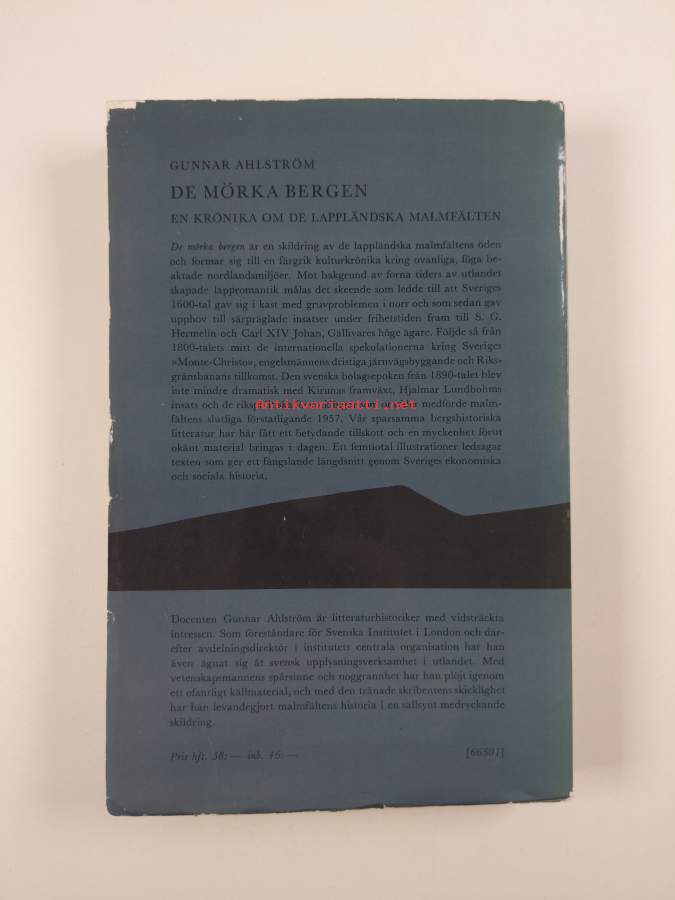 GUNNAR AHLSTRÖM
DE MÖRKA BERGEN
EN KRÖNIKA OM DE LAPPLÄNDSKA MALMFÄLTEN
De mörka bergen är en skildring av de lappländska malmfältens öden
och formar sig till en färgrik kulturkrönika kring ovanliga, föga be-
aktade nordlandsmiljöer. Mot bakgrund av forna tiders av utlandet
skapade lappromantik målas det skeende som ledde till att Sveriges
1600-tal gav sig i kast med gruvproblemen i norr och som sedan gav
upphov till särpräglade insatser under frihetstiden fram till S. G.
Hermelin och Carl XIV Johan, Gällivares höge ägare. Följde så från
1800-talets mitt de internationella spekulationerna kring Sveriges
»Monte-Christo», engelsmännens dristiga järnvägsbyggande och Riks-
gränsbanans tillkomst. Den svenska bolagsepoken från 1890-talet blev
inte mindre dramatisk med Kirunas framväxt, Hjalmar Lundbohms
insats och de medförde malm-
Antikvariaatti.net
fältens slutliga förstatligande 1957. Vår sparsamma bergshistoriska
litteratur har här fått ett betydande tillskott och en myckenhet förut
okänt material bringas i dagen. Ett femtiotal illustrationer ledsagar
texten som ger ett fängslande längdsnitt genom Sveriges ekonomiska
och sociala historia.
Docenten Gunnar Ahlström är litteraturhistoriker med vidsträckta
intressen. Som föreståndare för Svenska Institutet i London och där-
efter avdelningsdirektör i institutets centrala organisation har han
även ägnat sig åt svensk upplysningsverksamhet i utlandet. Med
vetenskapsmannens spårsinne och noggrannhet har han plöjt igenom
ett ofantligt källmaterial, och med den tränade skribentens skicklighet
har han levandegjort malmfältens historia i en sällsynt medryckande
skildring.
Pris hft. 38: — inb. 46: —
[66501]